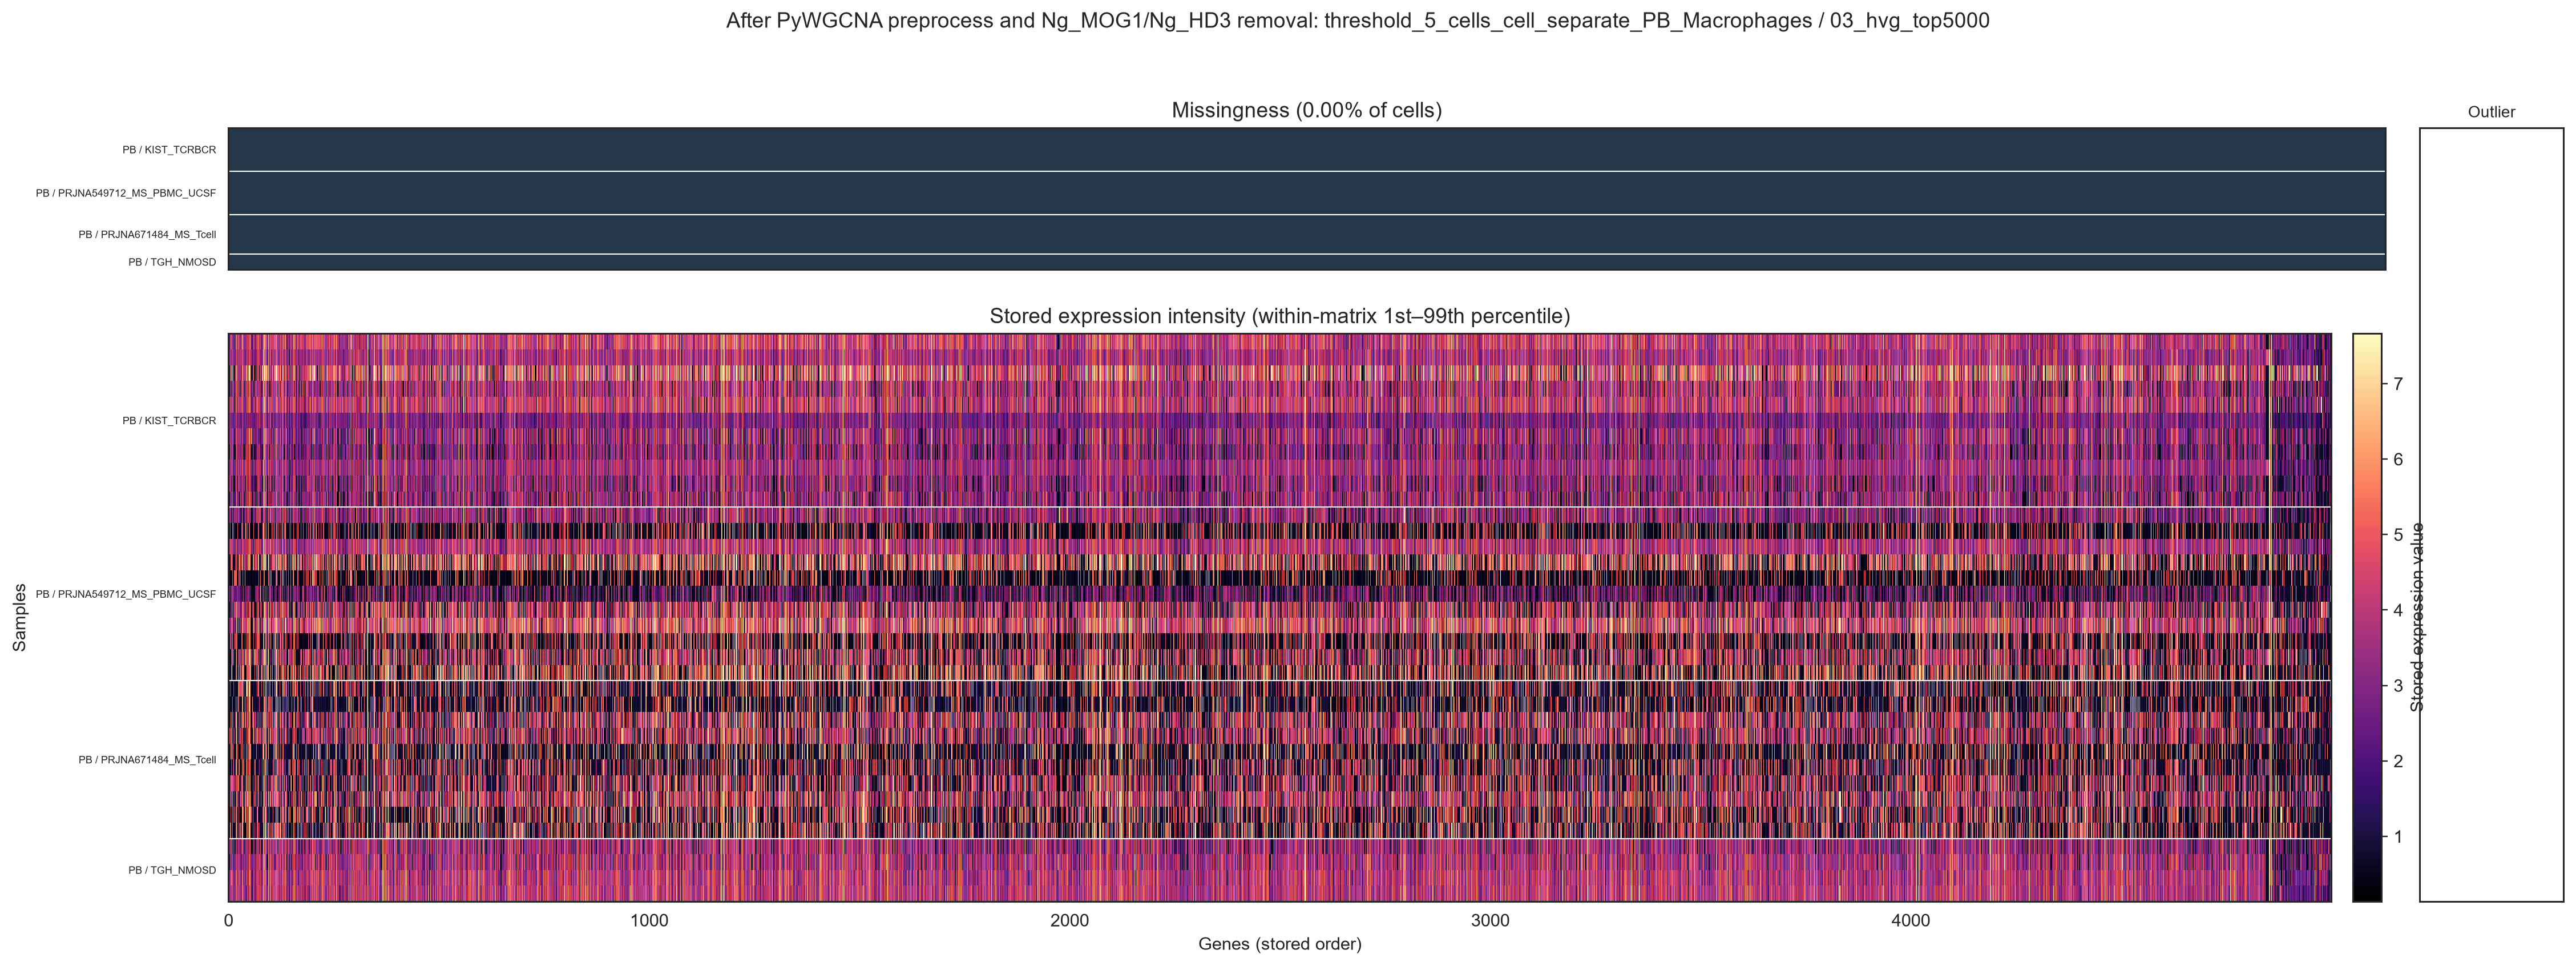 After PyWGCNA preprocess and Ng_MOG1/Ng_HD3 removal: threshold_5_cells_cell_separate_PB_Macrophages / 03_hvg_top5000
Missingness (0.00% of cells)
Outlier
PB / KIST_TCRBCR
PB / PRJNA549712_MS_PBMC_UCSF
PB / PRJNA671484_MS_Tcell
PB / TGH_NMOSD
Stored expression intensity (within-matrix 1st–99th percentile)
Samples
PB / KIST_TCRBCR
PB / PRJNA549712_MS_PBMC_UCSF
PB / PRJNA671484_MS_Tcell
PB / TGH_NMOSD
7
6
5
4
3
2
1
Stored expression value
0 1000 2000 3000 4000
Genes (stored order)